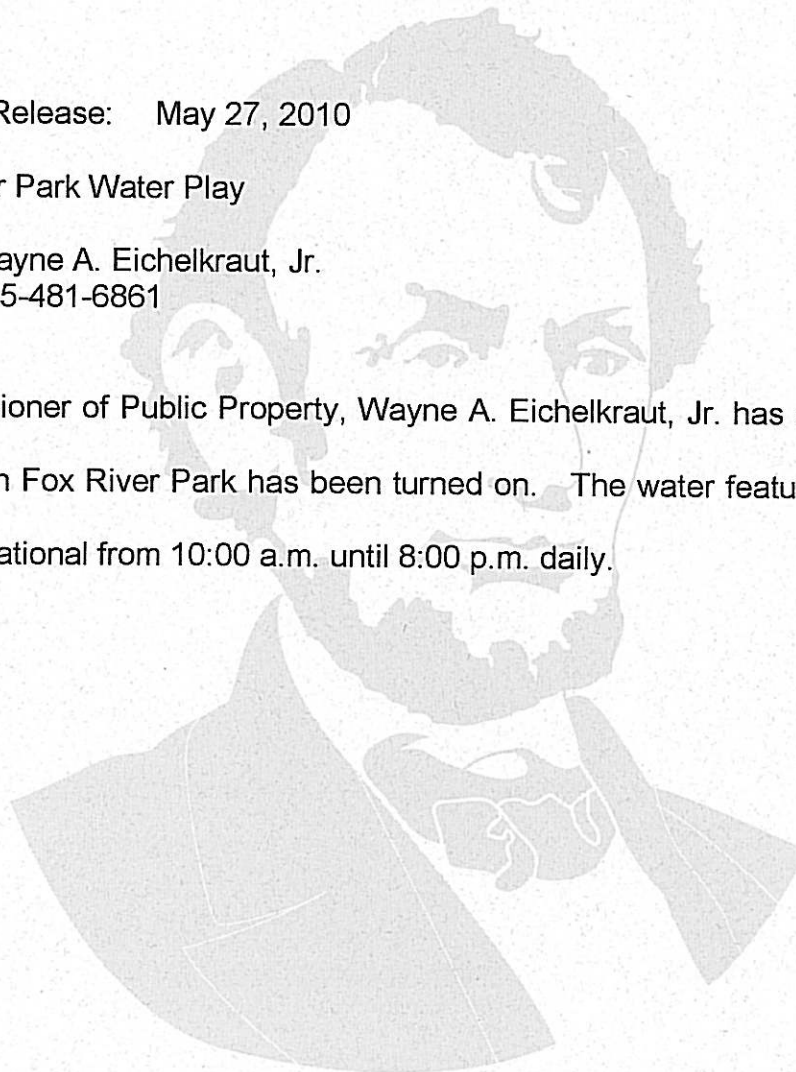 Release: May 27, 2010
r Park Water Play
ayne A. Eichelkraut, Jr.
5-481-6861
ioner of Public Property, Wayne A. Eichelkraut, Jr. has
n Fox River Park has been turned on. The water featu
ational from 10:00 a.m. until 8:00 p.m. daily.